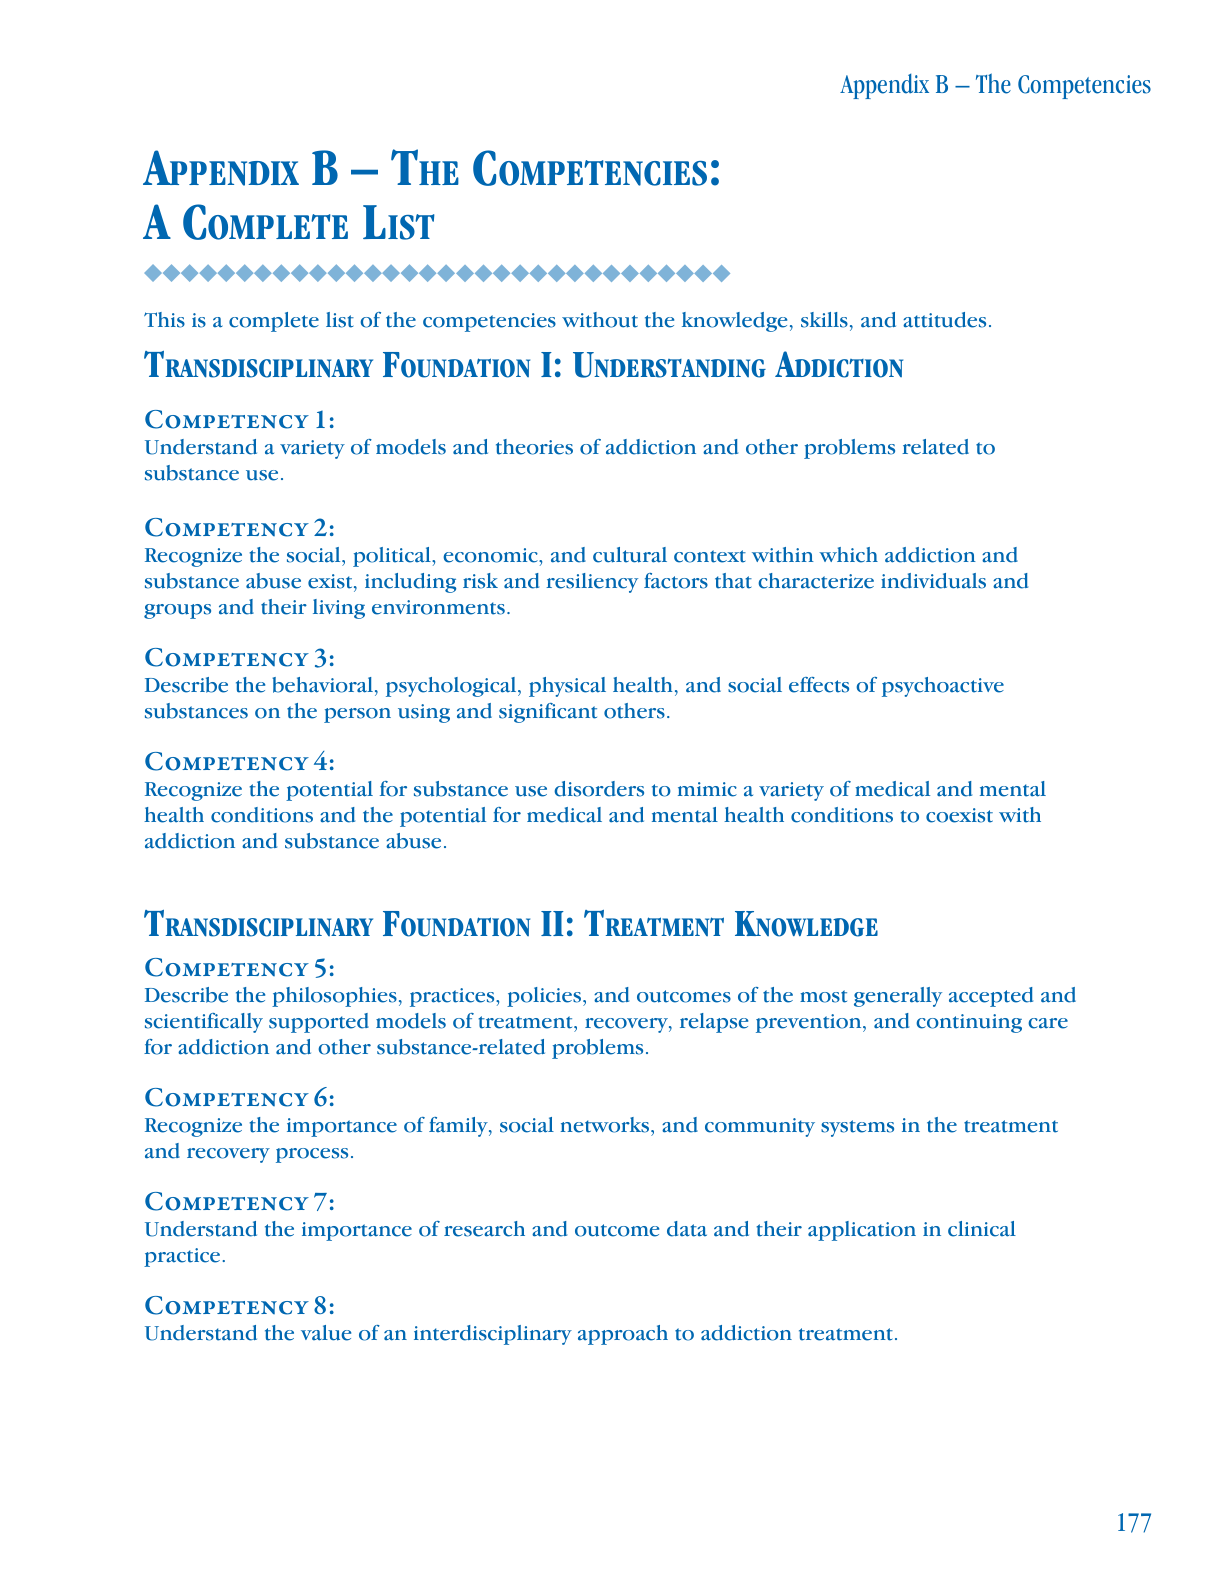 Appendix B – The Competencies
Appendix B – The Competencies:
A Complete List
This is a complete list of the competencies without the knowledge, skills, and attitudes.
Transdisciplinary Foundation I: Understanding Addiction
Competency 1:
Understand a variety of models and theories of addiction and other problems related to
substance use.
Competency 2:
Recognize the social, political, economic, and cultural context within which addiction and
substance abuse exist, including risk and resiliency factors that characterize individuals and
groups and their living environments.
Competency 3:
Describe the behavioral, psychological, physical health, and social effects of psychoactive
substances on the person using and significant others.
Competency 4:
Recognize the potential for substance use disorders to mimic a variety of medical and mental
health conditions and the potential for medical and mental health conditions to coexist with
addiction and substance abuse.
Transdisciplinary Foundation II: Treatment Knowledge
Competency 5:
Describe the philosophies, practices, policies, and outcomes of the most generally accepted and
scientifically supported models of treatment, recovery, relapse prevention, and continuing care
for addiction and other substance-related problems.
Competency 6:
Recognize the importance of family, social networks, and community systems in the treatment
and recovery process.
Competency 7:
Understand the importance of research and outcome data and their application in clinical
practice.
Competency 8:
Understand the value of an interdisciplinary approach to addiction treatment.
177